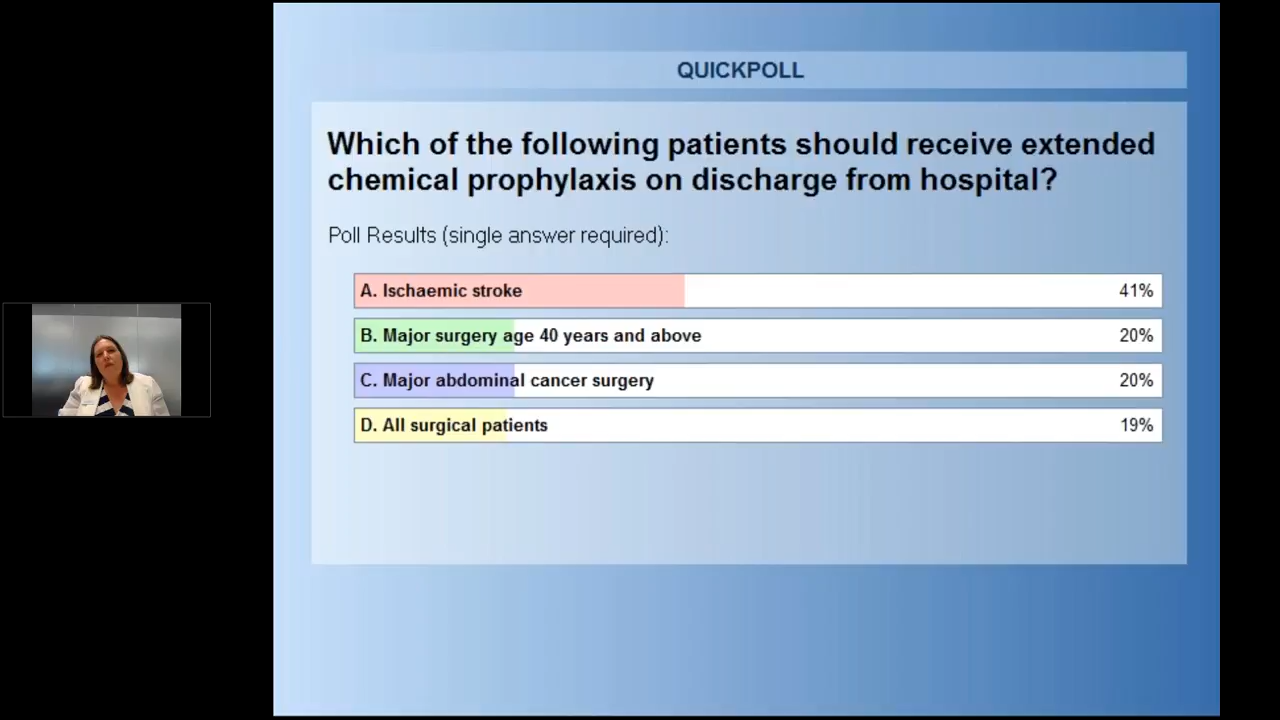 QUICKPOLL
Which of the following patients should receive extended
chemical prophylaxis on discharge from hospital?
Poll Results (single answer required):
A. Ischaemic stroke 41%
B. Major surgery age 40 years and above 20%
C. Major abdominal cancer surgery 20%
D. All surgical patients 19%